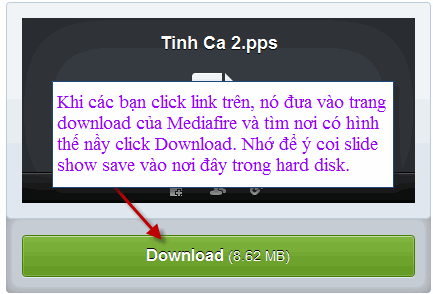 Tinh Ca 2.pps
Khi các bạn click link trên, nó đưa vào trang
download của Mediafire và tìm nơi có hình
thể nầy click Download. Nhớ để ý coi slide
show save vào nơi đây trong hard disk.
Download (8.62 MB)